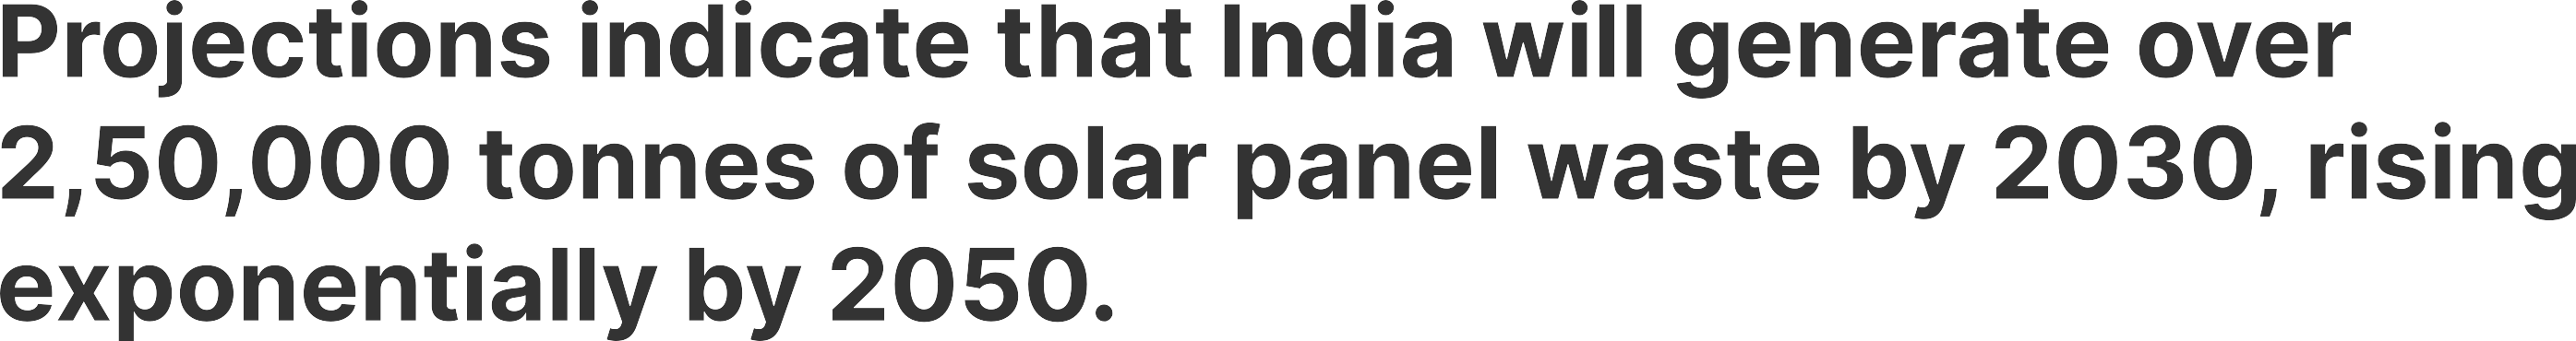 Projections indicate that India will generate over
2,50,000 tonnes of solar panel waste by 2030, rising
exponentially by 2050.